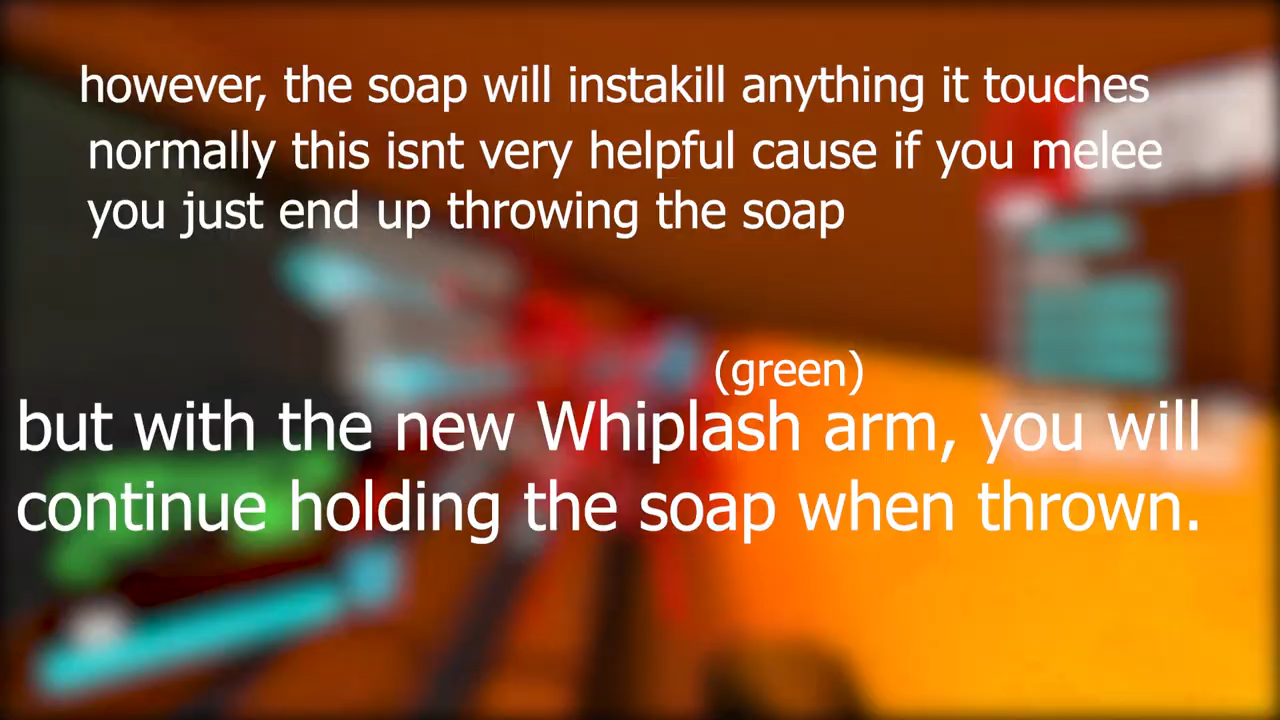 however, the soap will instakill anything it touches
normally this isnt very helpful cause if you melee
you just end up throwing the soap
(green)
but with the new Whiplash arm, you will
continue holding the soap when thrown.